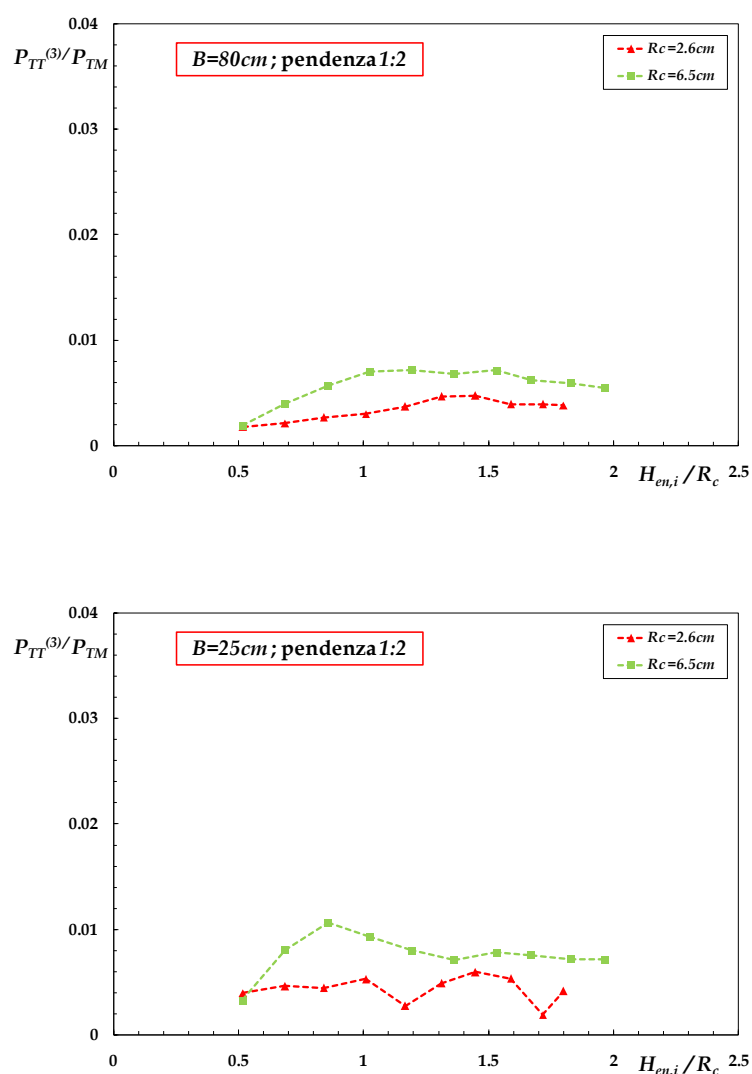 0.04
P_TT^(3)/P_TM
B=80cm; pendenza 1:2
Rc=2.6cm
Rc=6.5cm
0.03
0.02
0.01
0
0 0.5 1 1.5 2 2.5
H_en,i /R_c
0.04
P_TT^(3)/P_TM
B=25cm; pendenza 1:2
Rc=2.6cm
Rc=6.5cm
0.03
0.02
0.01
0
0 0.5 1 1.5 2 2.5
H_en,i /R_c